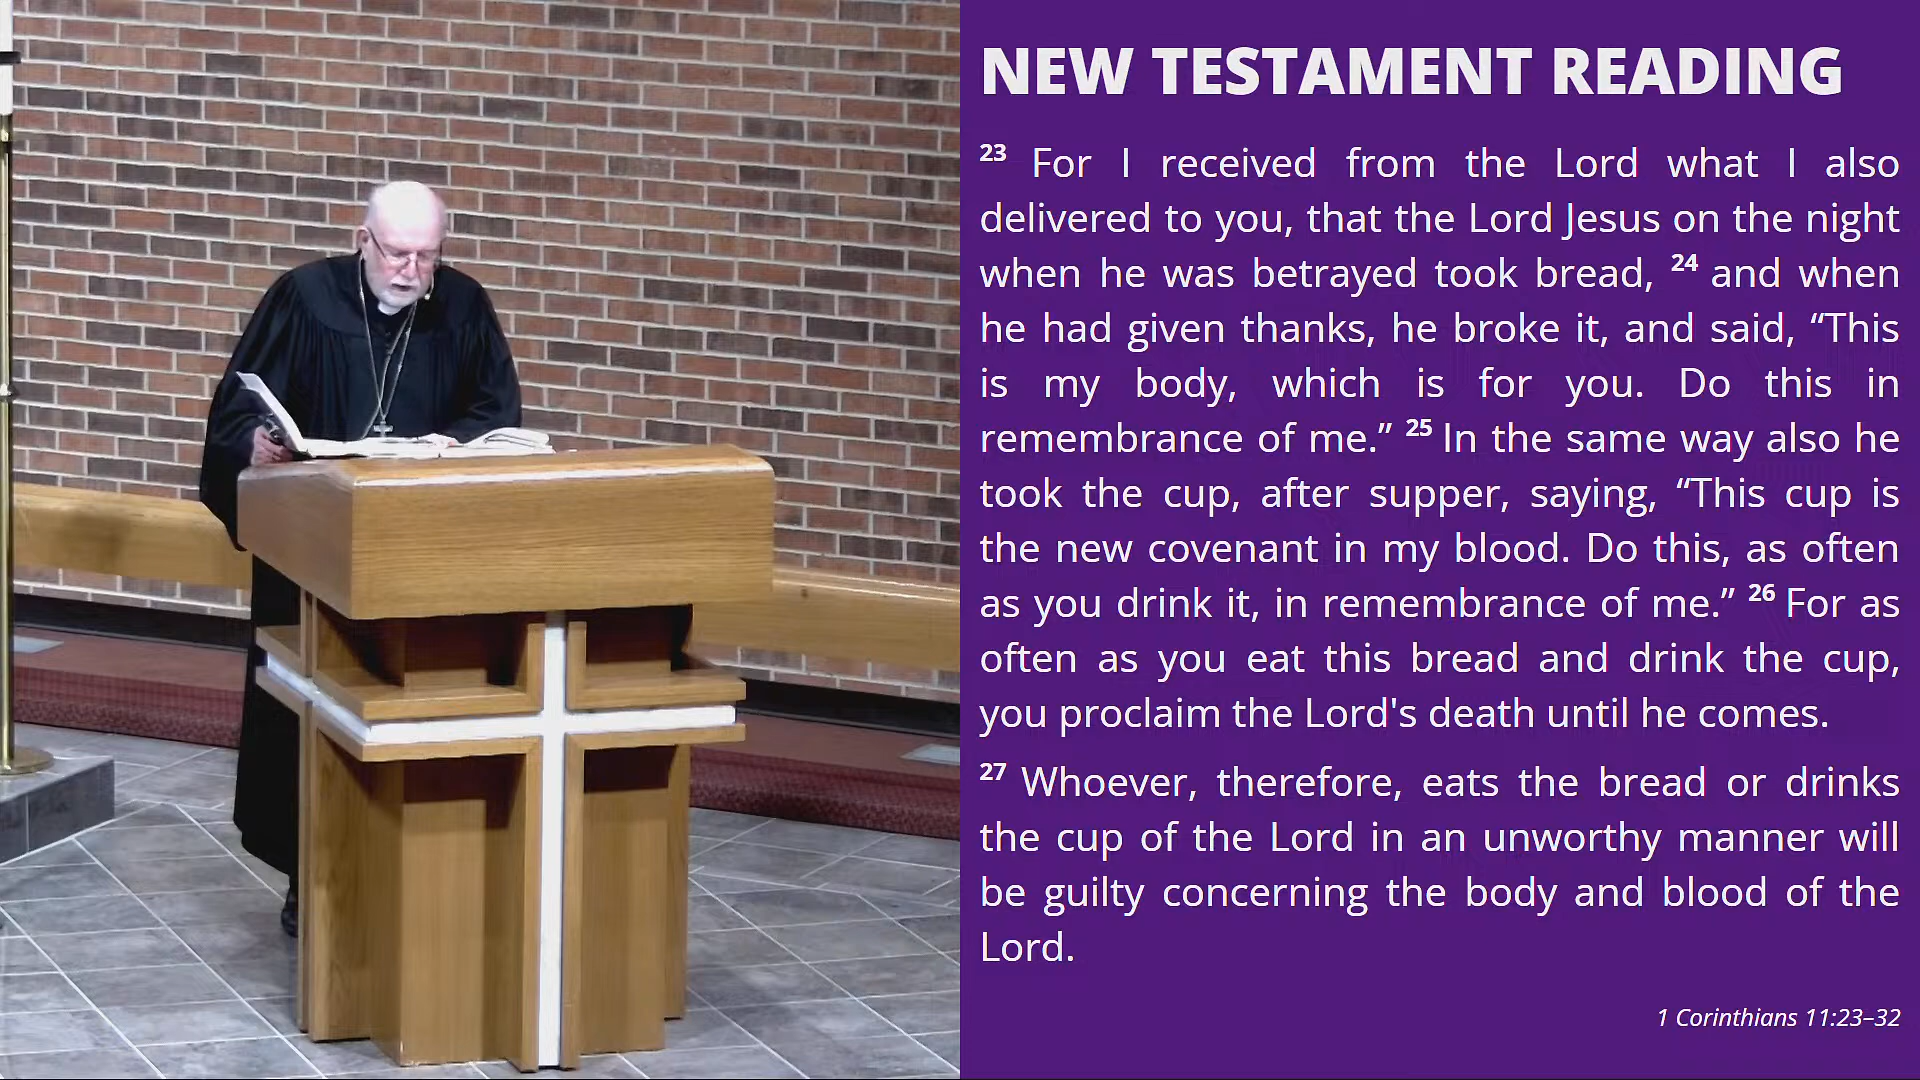 NEW TESTAMENT READING
23 For I received from the Lord what I also
delivered to you, that the Lord Jesus on the night
when he was betrayed took bread, 24 and when
he had given thanks, he broke it, and said, “This
is my body, which is for you. Do this in
remembrance of me.” 25 In the same way also he
took the cup, after supper, saying, “This cup is
the new covenant in my blood. Do this, as often
as you drink it, in remembrance of me.” 26 For as
often as you eat this bread and drink the cup,
you proclaim the Lord's death until he comes.
27 Whoever, therefore, eats the bread or drinks
the cup of the Lord in an unworthy manner will
be guilty concerning the body and blood of the
Lord.
1 Corinthians 11:23–32